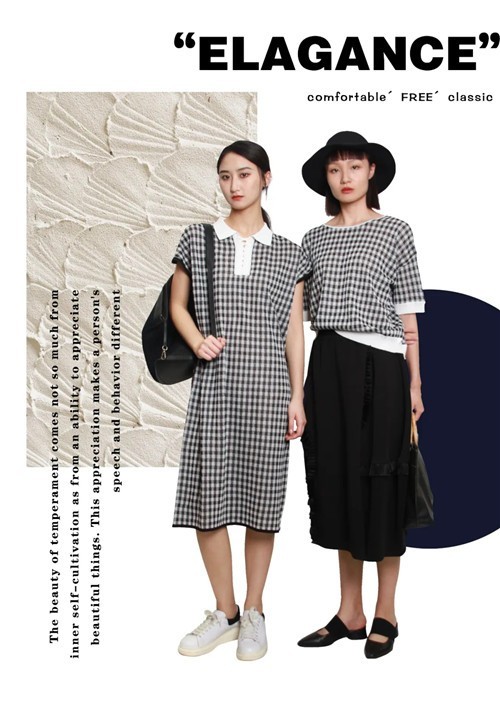 “ELAGANCE”
comfortable´ FREE´ classic
The beauty of temperament comes not so much from
inner self-cultivation as from an ability to appreciate
beautiful things. This appreciation makes a person's
speech and behavior different